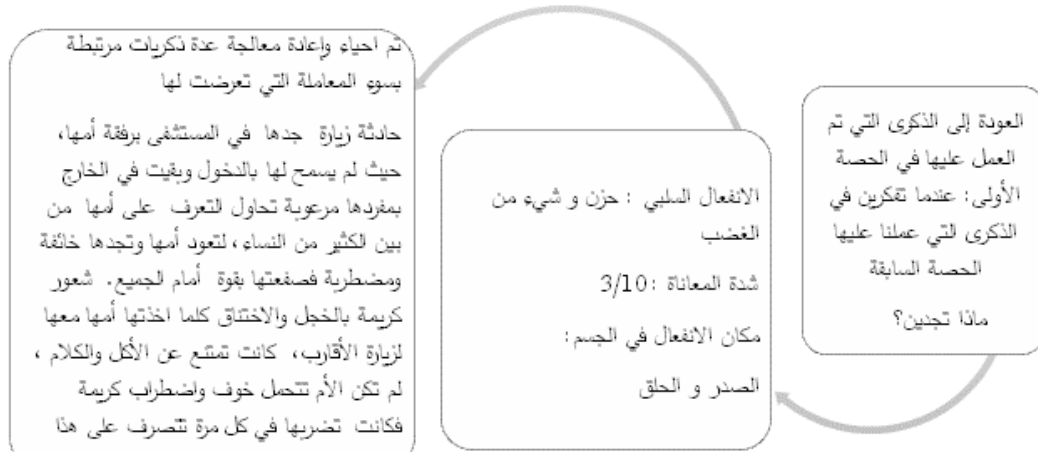 العودة إلى الذكرى التي تم
العمل عليها في الحصة
الأولى: عندما تفكرين في
الذكرى التي عملنا عليها
الحصة السابقة
ماذا تجدين؟
الانفعال السلبي : حزن و شيء من
الغضب
شدة المعاناة :3/10
مكان الانفعال في الجسم:
الصدر و الحلق
تم احياء وإعادة معالجة عدة ذكريات مرتبطة
بسوء المعاملة التي تعرضت لها
حادثة زيارة جدها في المستشفى برفقة أمها،
حيث لم يسمح لها بالدخول وبقيت في الخارج
بمفردها مرعوبة تحاول التعرف على أمها من
بين الكثير من النساء، لتعود أمها وتجدها خائفة
ومضطربة فصفعتها بقوة أمام الجميع. شعور
كريمة بالخجل والاختناق كلما اخذتها أمها معها
لزيارة الأقارب، كانت تمتنع عن الأكل والكلام ،
لم تكن الأم تتحمل خوف واضطراب كريمة
فكانت تضربها في كل مرة تتصرف على هذا